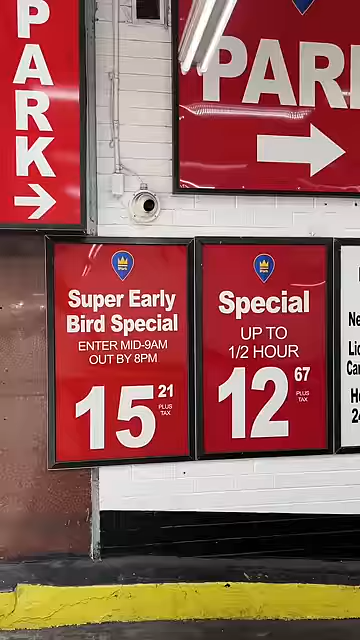 PARK
PARK
Super Early
Bird Special
ENTER MID-9AM
OUT BY 8PM
15 21
PLUS
TAX
Special
UP TO
1/2 HOUR
12 67
PLUS
TAX